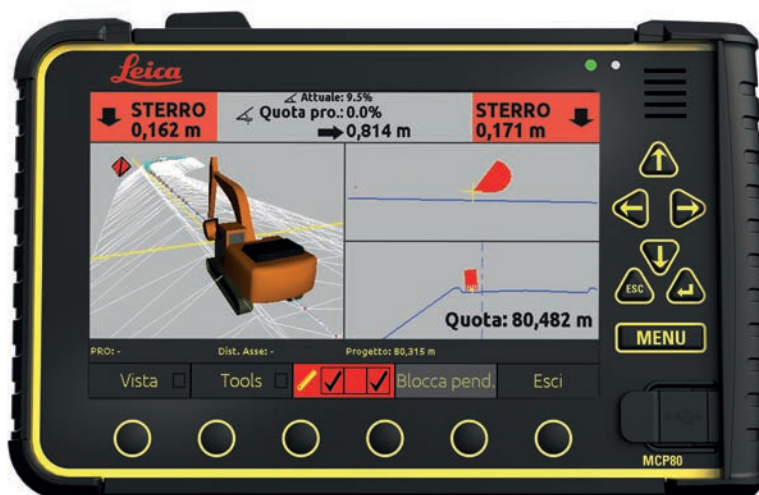 Leica
STERRO
0,162 m
Attuale: 9.5%
Quota pro.: 0.0%
0,814 m
STERRO
0,171 m
Quota: 80,482 m
PRO: -
Dist. Asse: -
Progetto: 80,315 m
Vista
Tools
Blocca pend.
Esci
ESC
MENU
MCP80